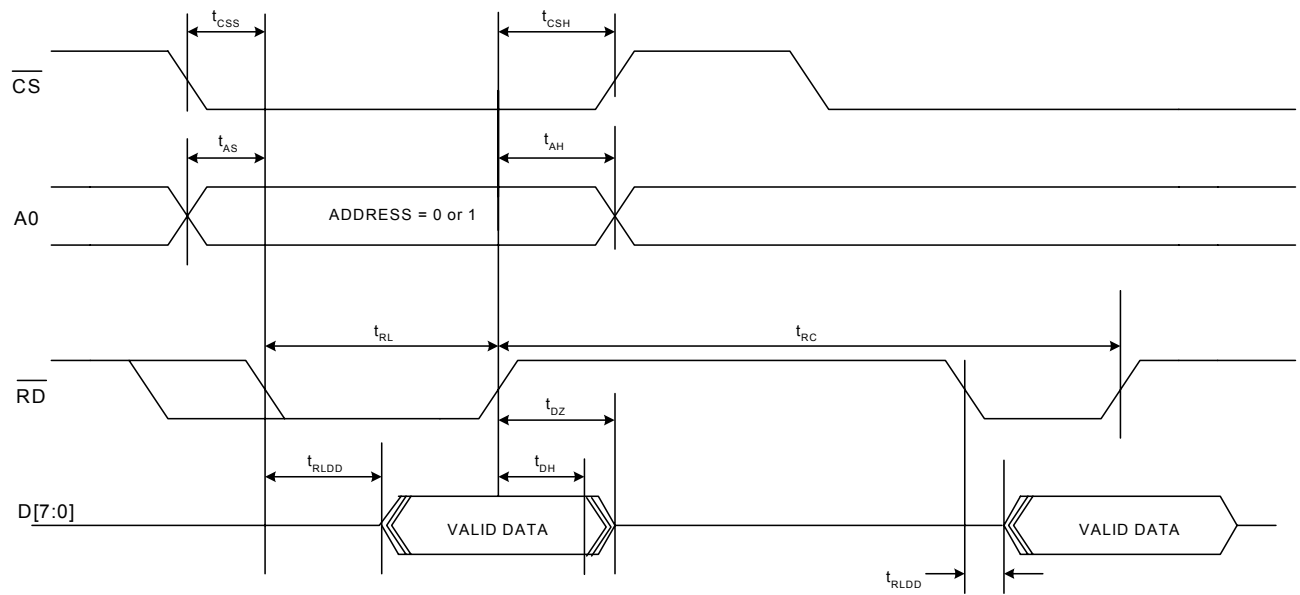 tCSS
tCSH
CS
tAS
tAH
A0
ADDRESS = 0 or 1
tRL
tRC
RD
tDZ
tRLDD
tDH
D[7:0]
VALID DATA
VALID DATA
tRLDD